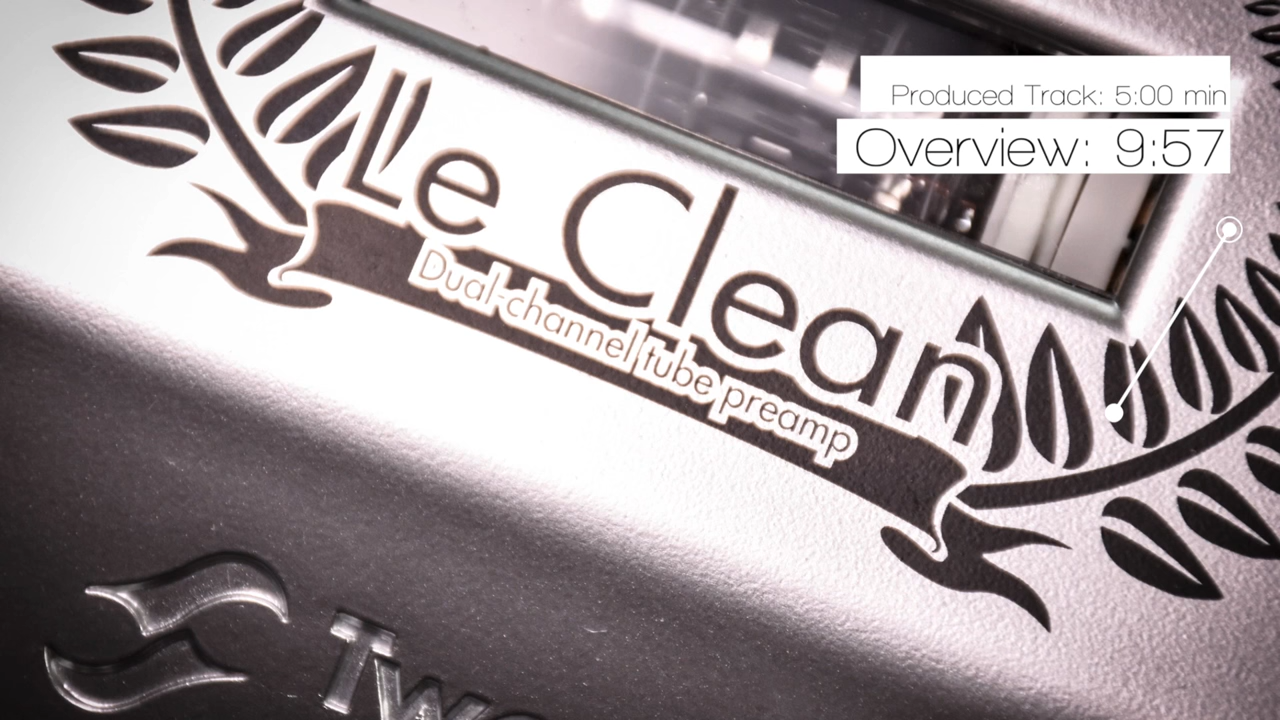 Produced Track: 5:00 min
Overview: 9:57
Le Clean
Dual-channel tube preamp